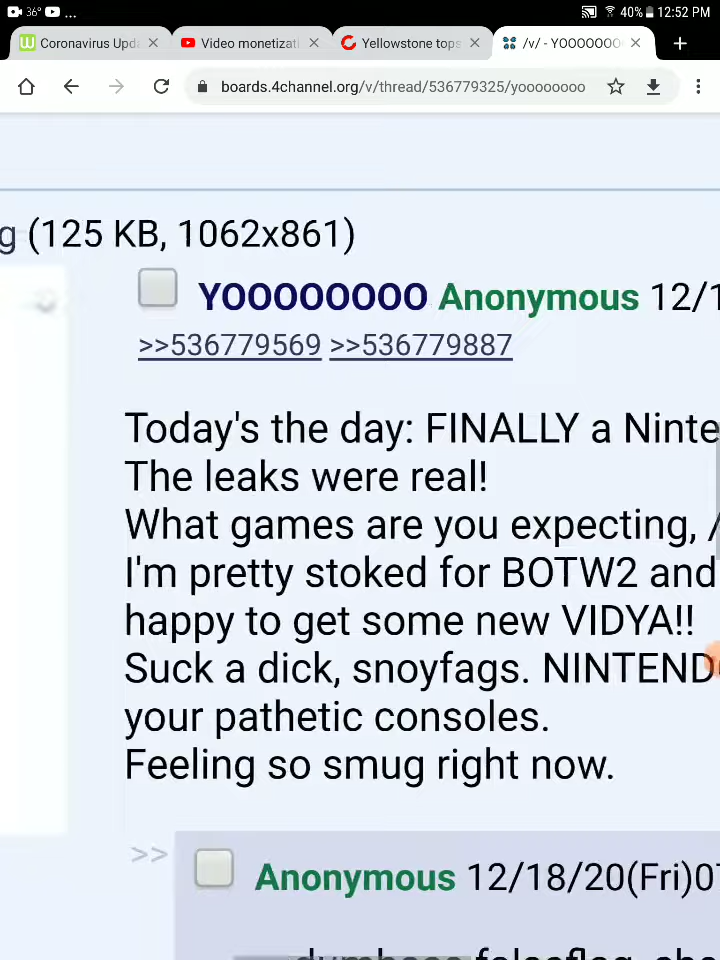 36° ... 40% 12:52 PM
Coronavirus Upd Video monetizati Yellowstone tops /v/ - YOOOOOOO
boards.4channel.org/v/thread/536779325/yoooooooo
g (125 KB, 1062x861)
YOOOOOOOO Anonymous 12/1
>>536779569 >>536779887
Today's the day: FINALLY a Ninte
The leaks were real!
What games are you expecting, /
I'm pretty stoked for BOTW2 and
happy to get some new VIDYA!!
Suck a dick, snoyfags. NINTENDO
your pathetic consoles.
Feeling so smug right now.
>> Anonymous 12/18/20(Fri)0
falseflag